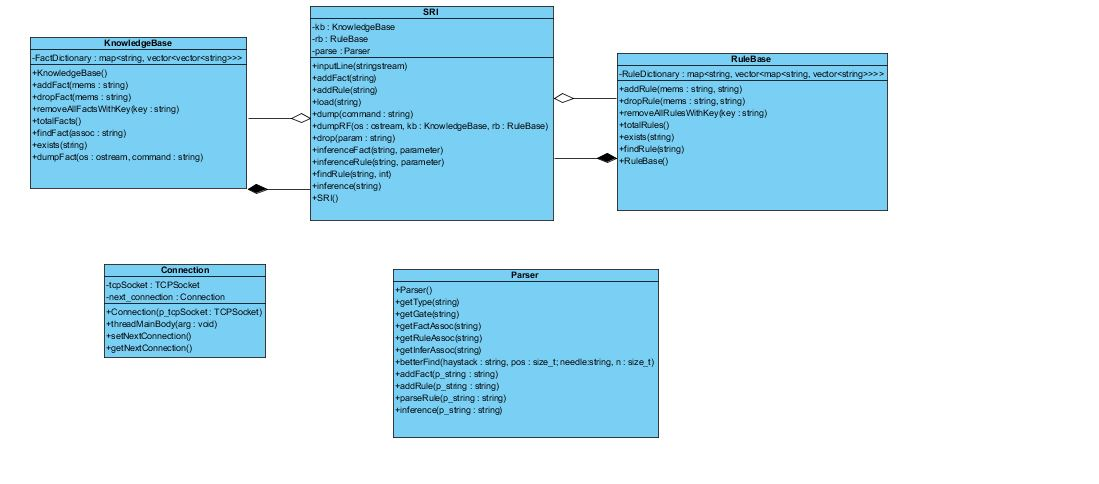 KnowledgeBase
-FactDictionary : map<string, vector<vector<string>>>
+KnowledgeBase()
+addFact(mems : string)
+dropFact(mems : string)
+removeAllFactsWithKey(key : string)
+totalFacts()
+findFact(assoc : string)
+exists(string)
+dumpFact(os : ostream, command : string)
SRI
-kb : KnowledgeBase
-rb : RuleBase
-parse : Parser
+inputLine(stringstream)
+addFact(string)
+addRule(string)
+load(string)
+dump(command : string)
+dumpRF(os : ostream, kb : KnowledgeBase, rb : RuleBase)
+drop(param : string)
+inferenceFact(string, parameter)
+inferenceRule(string, parameter)
+findRule(string, int)
+inference(string)
+SRI()
RuleBase
-RuleDictionary : map<string, vector<map<string, vector<string>>>>
+addRule(mems : string, string)
+dropRule(mems : string, string)
+removeAllRulesWithKey(key : string)
+totalRules()
+exists(string)
+findRule(string)
+RuleBase()
Connection
-tcpSocket : TCPSocket
-next_connection : Connection
+Connection(p_tcpSocket : TCPSocket)
+threadMainBody(arg : void)
+setNextConnection()
+getNextConnection()
Parser
+Parser()
+getType(string)
+getGate(string)
+getFactAssoc(string)
+getRuleAssoc(string)
+getInferAssoc(string)
+betterFind(haystack : string, pos : size_t; needle:string, n : size_t)
+addFact(p_string : string)
+addRule(p_string : string)
+parseRule(p_string : string)
+inference(p_string : string)